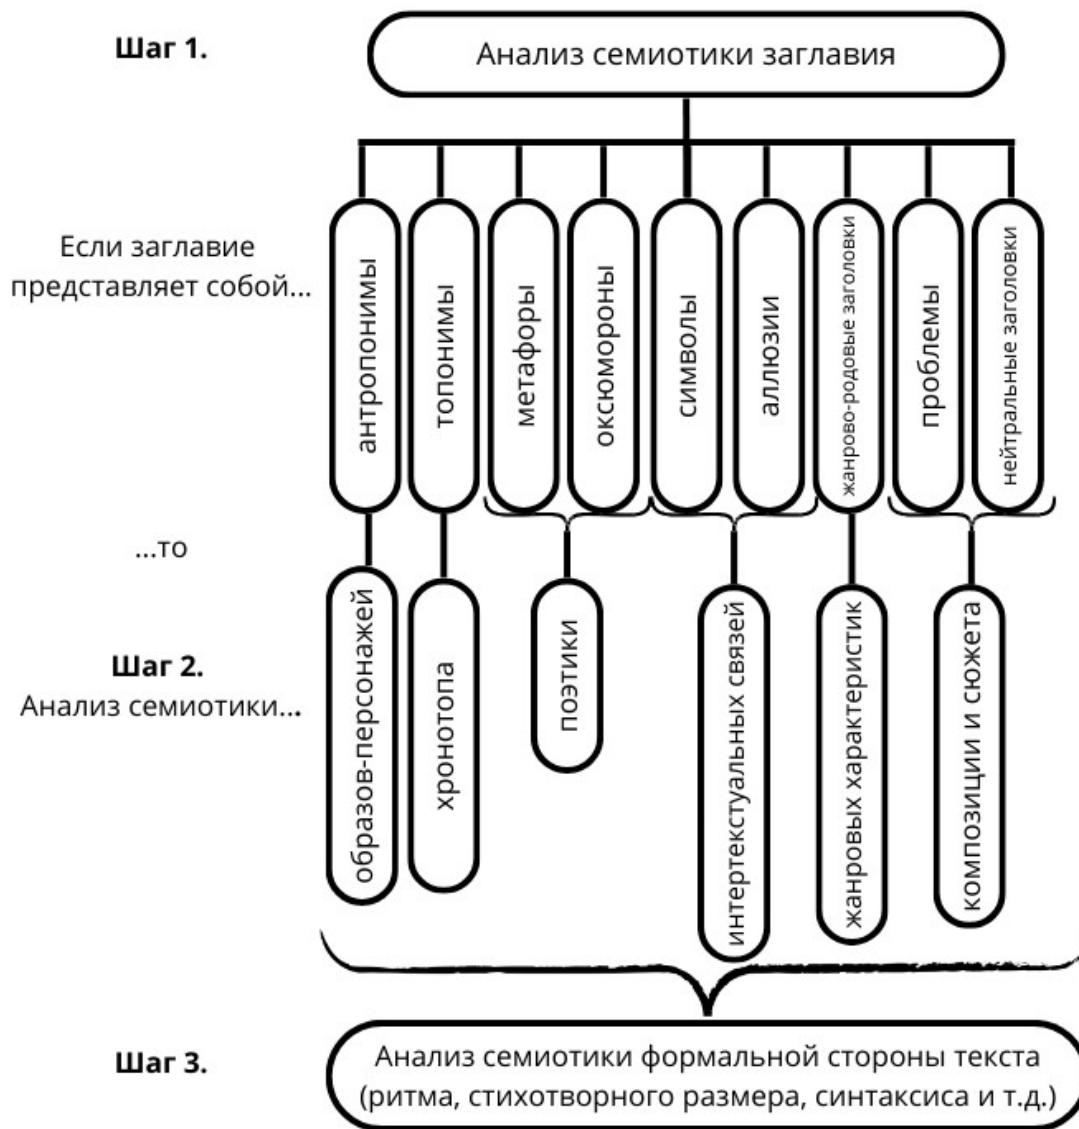 Шаг 1.
Анализ семиотики заглавия
Если заглавие
представляет собой...
антропонимы
топонимы
метафоры
оксюмороны
символы
аллюзии
жанрово-родовые заголовки
проблемы
нейтральные заголовки
...то
Шаг 2.
Анализ семиотики...
образов-персонажей
хронотопа
поэтики
интертекстуальных связей
жанровых характеристик
композиции и сюжета
Шаг 3.
Анализ семиотики формальной стороны текста
(ритма, стихотворного размера, синтаксиса и т.д.)